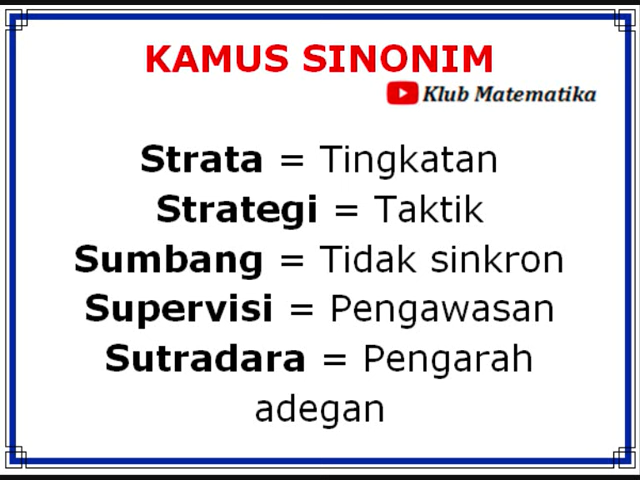 KAMUS SINONIM
Klub Matematika
Strata = Tingkatan
Strategi = Taktik
Sumbang = Tidak sinkron
Supervisi = Pengawasan
Sutradara = Pengarah
adegan